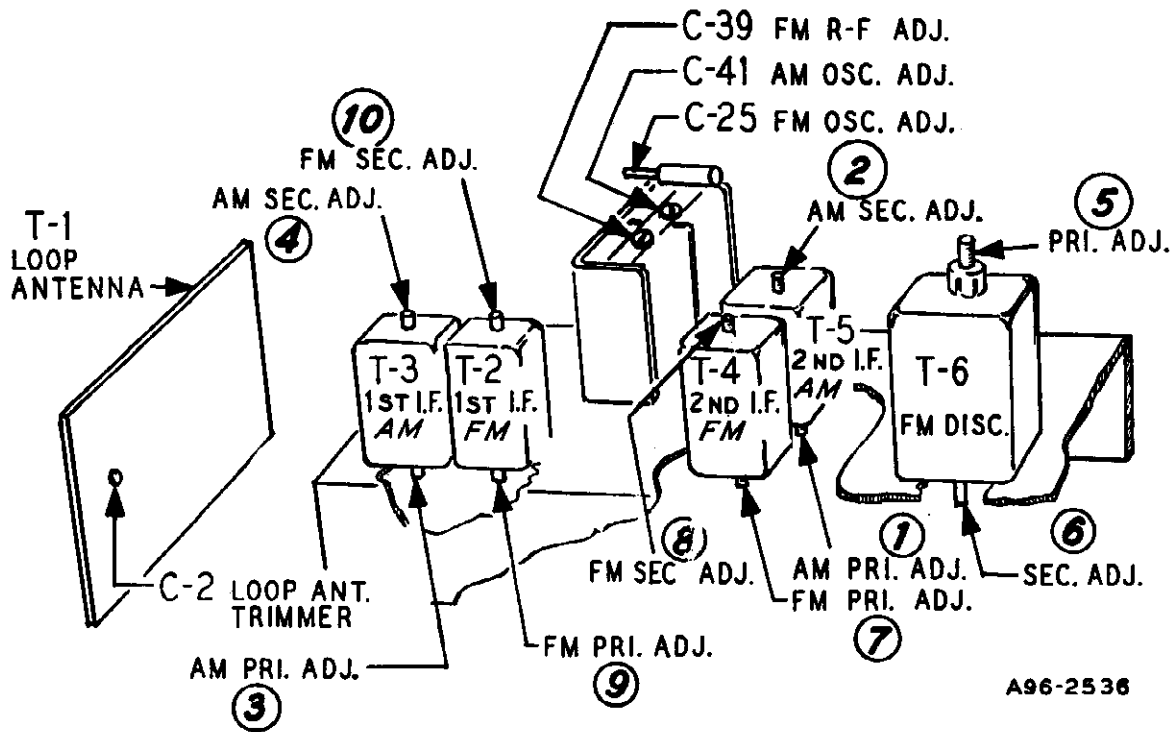 C-39 FM R-F ADJ.
C-41 AM OSC. ADJ.
C-25 FM OSC. ADJ.
10
FM SEC. ADJ.
AM SEC. ADJ.
4
2
AM SEC. ADJ.
5
PRI. ADJ.
T-1
LOOP
ANTENNA
T-3
1ST I.F.
AM
T-2
1ST I.F.
FM
T-4
2ND I.F.
FM
T-5
2ND I.F.
AM
T-6
FM DISC.
8
FM SEC ADJ.
1
AM PRI. ADJ.
FM PRI. ADJ.
7
6
SEC. ADJ.
C-2 LOOP ANT.
TRIMMER
AM PRI. ADJ.
3
FM PRI. ADJ.
9
A96-2536